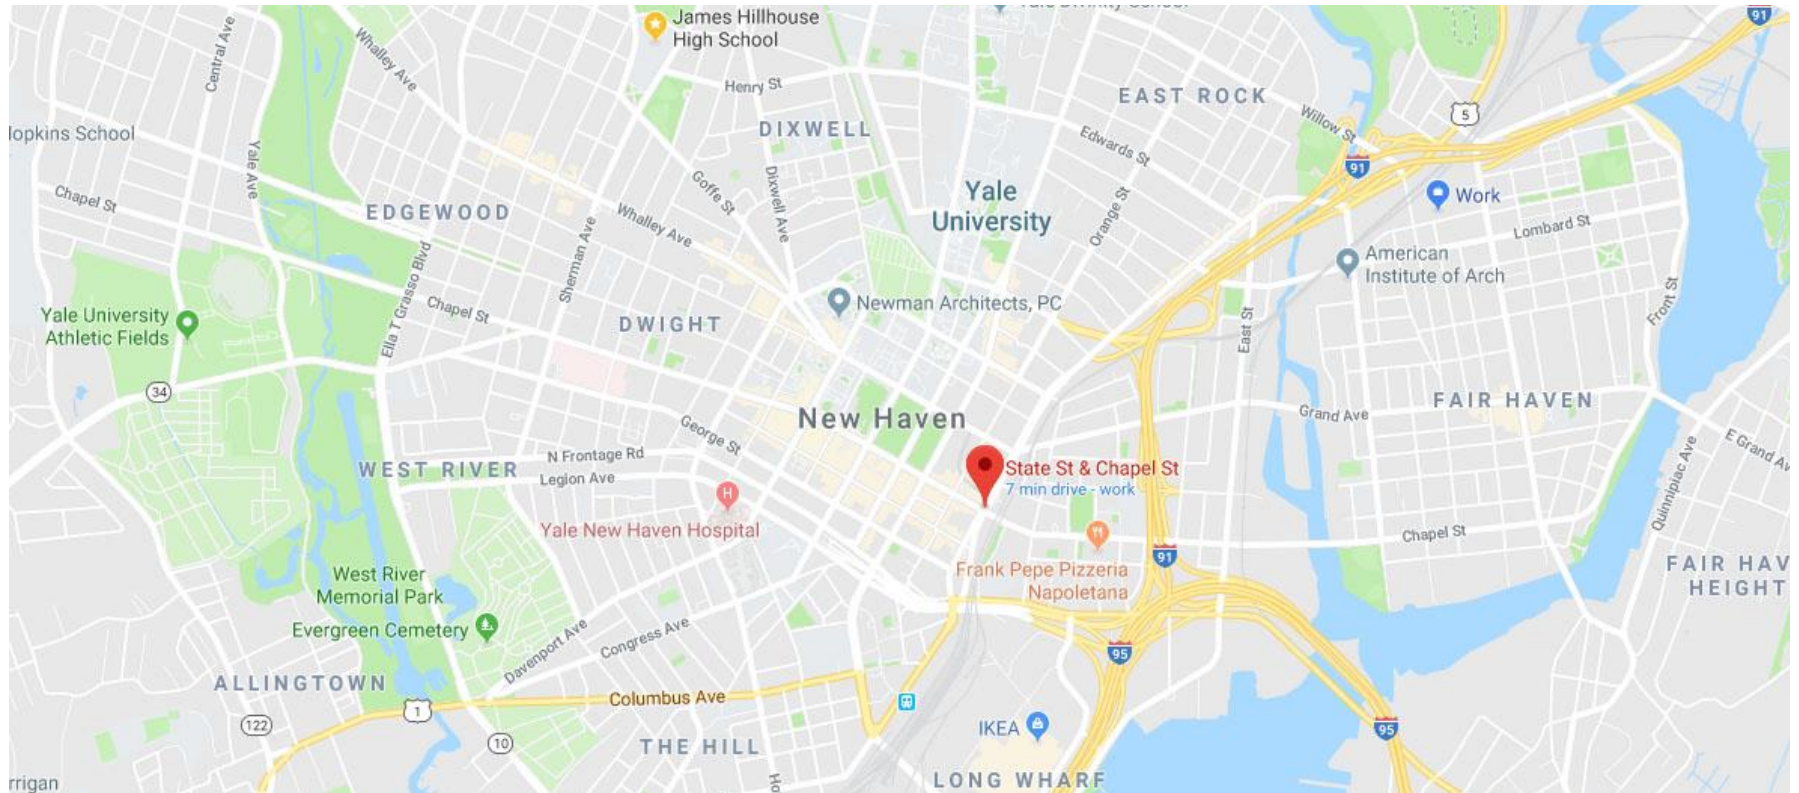 James Hillhouse
High School
91
Central Ave
Whalley Ave
Henry St
EAST ROCK
5
Willow St
DIXWELL
Hopkins School
Edwards St
91
Yale Ave
Chapel St
EDGEWOOD
Goffe St
Dixwell Ave
Whalley Ave
Yale
University
Orange St
Work
Lombard St
Sherman Ave
American
Institute of Arch
Ella T Grasso Blvd
Chapel St
Newman Architects, PC
Front St
East St
Yale University
Athletic Fields
DWIGHT
34
New Haven
Grand Ave
FAIR HAVEN
George St
E Grand Av
N Frontage Rd
WEST RIVER
Legion Ave
H
State St & Chapel St
7 min drive - work
Quinnipiac Ave
Yale New Haven Hospital
Chapel St
91
Frank Pepe Pizzeria
Napoletana
FAIR HAV
HEIGHT
West River
Memorial Park
Evergreen Cemetery
Davenport Ave
Congress Ave
95
ALLINGTOWN
Columbus Ave
1
122
10
THE HILL
IKEA
95
LONG WHARF
rrigan
Ho